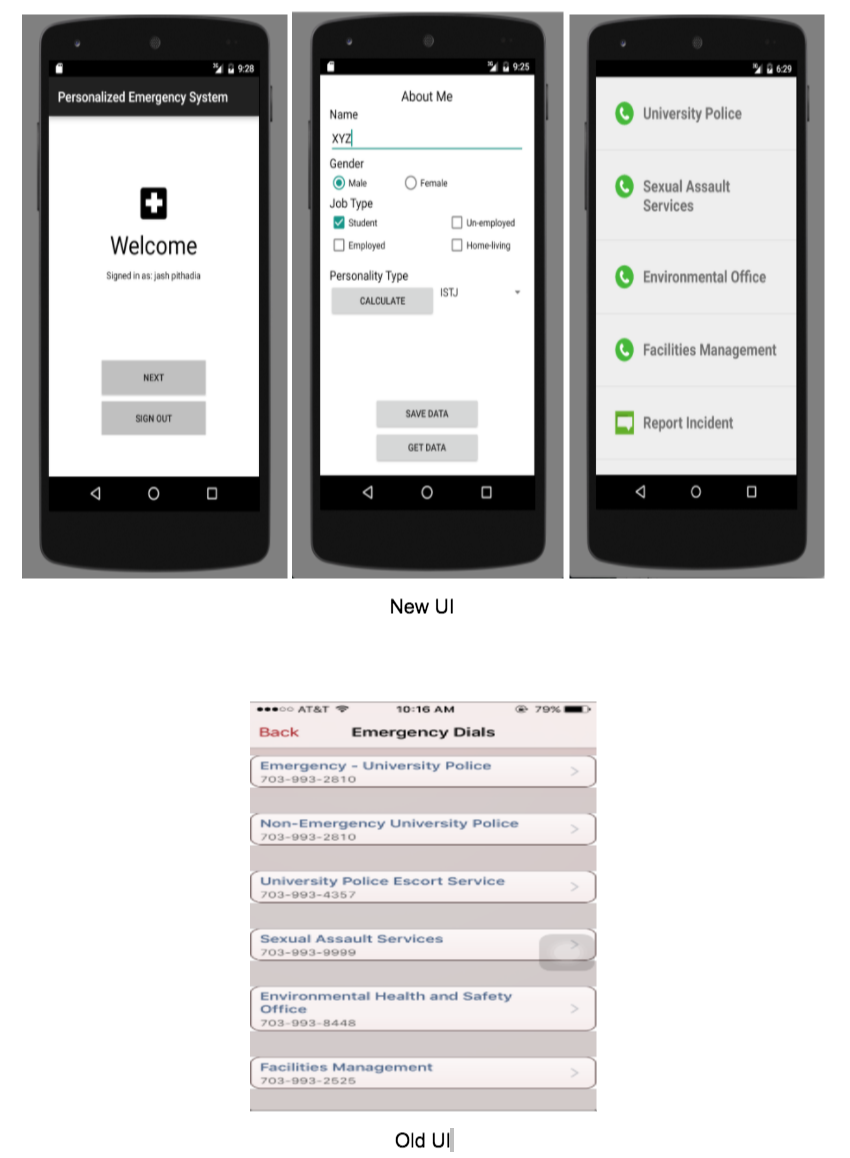 9:28
Personalized Emergency System
Welcome
Signed in as: jash pithadia
NEXT
SIGN OUT
9:25
About Me
Name
XYZ
Gender
Male Female
Job Type
Student Un-employed
Employed Home-living
Personality Type
CALCULATE ISTJ
SAVE DATA
GET DATA
6:29
University Police
Sexual Assault
Services
Environmental Office
Facilities Management
Report Incident
New UI
AT&T 10:16 AM 79%
Back Emergency Dials
Emergency - University Police
703-993-2810
Non-Emergency University Police
703-993-2810
University Police Escort Service
703-993-4357
Sexual Assault Services
703-993-9999
Environmental Health and Safety
Office
703-993-8448
Facilities Management
703-993-2525
Old UI